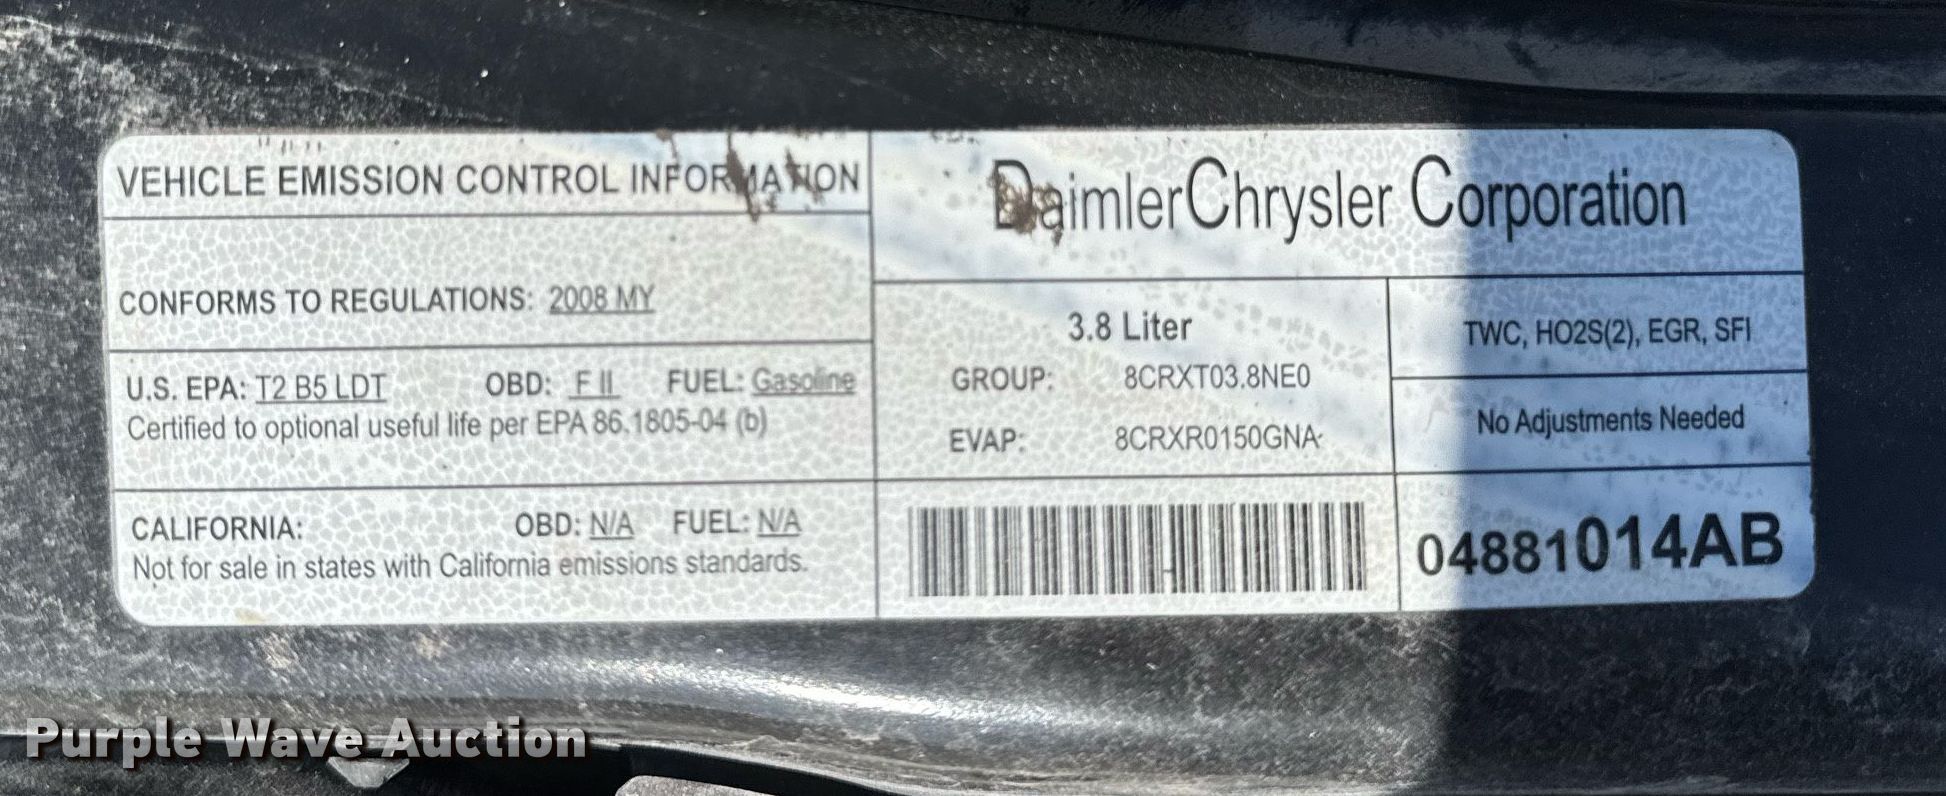 VEHICLE EMISSION CONTROL INFORMATION
CONFORMS TO REGULATIONS: 2008 MY
U.S. EPA: T2 B5 LDT OBD: F II FUEL: Gasoline
Certified to optional useful life per EPA 86.1805-04 (b)
CALIFORNIA: OBD: N/A FUEL: N/A
Not for sale in states with California emissions standards.
DaimlerChrysler Corporation
3.8 Liter
GROUP: 8CRXT03.8NE0
EVAP: 8CRXR0150GNA
TWC, HO2S(2), EGR, SFI
No Adjustments Needed
04881014AB
Purple Wave Auction